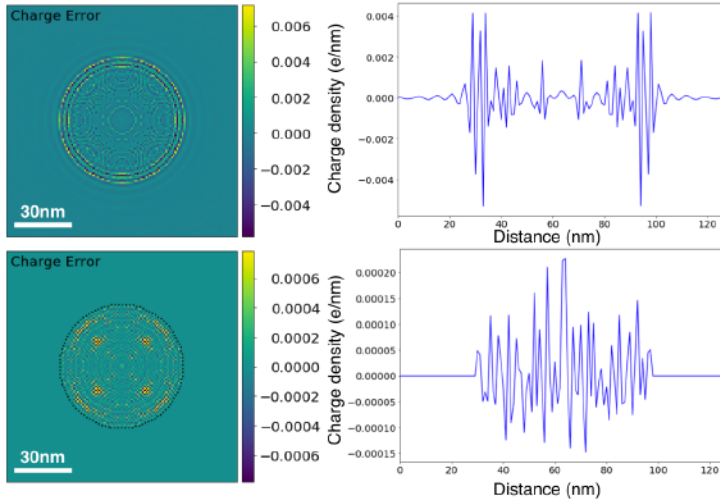 Charge Error
30nm
0.006
0.004
0.002
0.000
−0.002
−0.004
Charge density (e/nm)
0.004
0.002
0.000
−0.002
−0.004
0 20 40 60 80 100 120
Distance (nm)
Charge Error
30nm
0.0006
0.0004
0.0002
0.0000
−0.0002
−0.0004
−0.0006
Charge density (e/nm)
0.00020
0.00015
0.00010
0.00005
0.00000
−0.00005
−0.00010
−0.00015
0 20 40 60 80 100 120
Distance (nm)